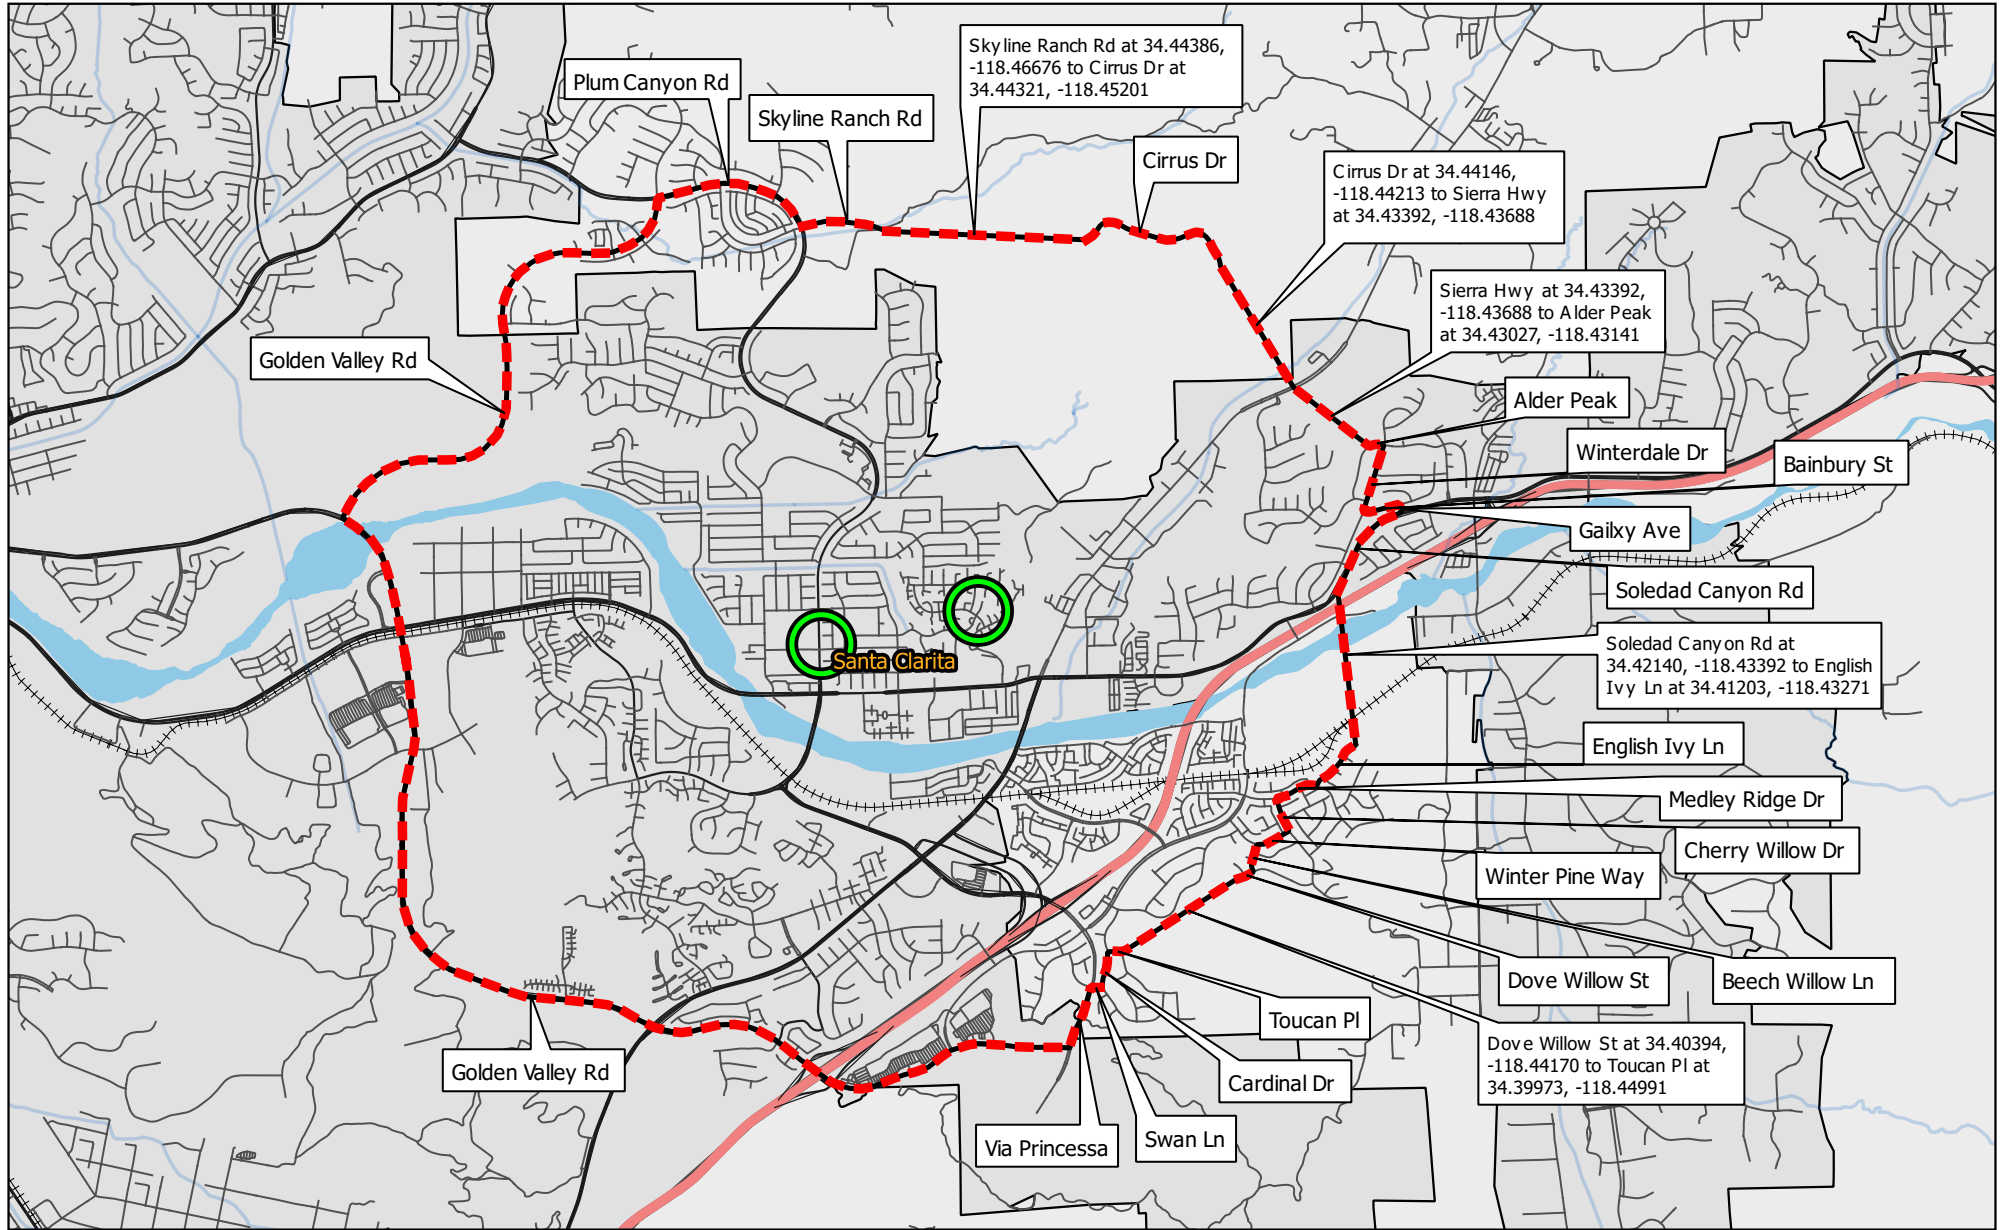 Skyline Ranch Rd at 34.44386,
-118.46676 to Cirrus Dr at
34.44321, -118.45201
Plum Canyon Rd
Skyline Ranch Rd
Cirrus Dr
Cirrus Dr at 34.44146,
-118.44213 to Sierra Hwy
at 34.43392, -118.43688
Sierra Hwy at 34.43392,
-118.43688 to Alder Peak
at 34.43027, -118.43141
Golden Valley Rd
Alder Peak
Winterdale Dr
Bainbury St
Gailxy Ave
Soledad Canyon Rd
Soledad Canyon Rd at
34.42140, -118.43392 to English
Ivy Ln at 34.41203, -118.43271
Santa Clarita
English Ivy Ln
Medley Ridge Dr
Cherry Willow Dr
Winter Pine Way
Dove Willow St
Beech Willow Ln
Toucan Pl
Dove Willow St at 34.40394,
-118.44170 to Toucan Pl at
34.39973, -118.44991
Golden Valley Rd
Cardinal Dr
Via Princessa
Swan Ln